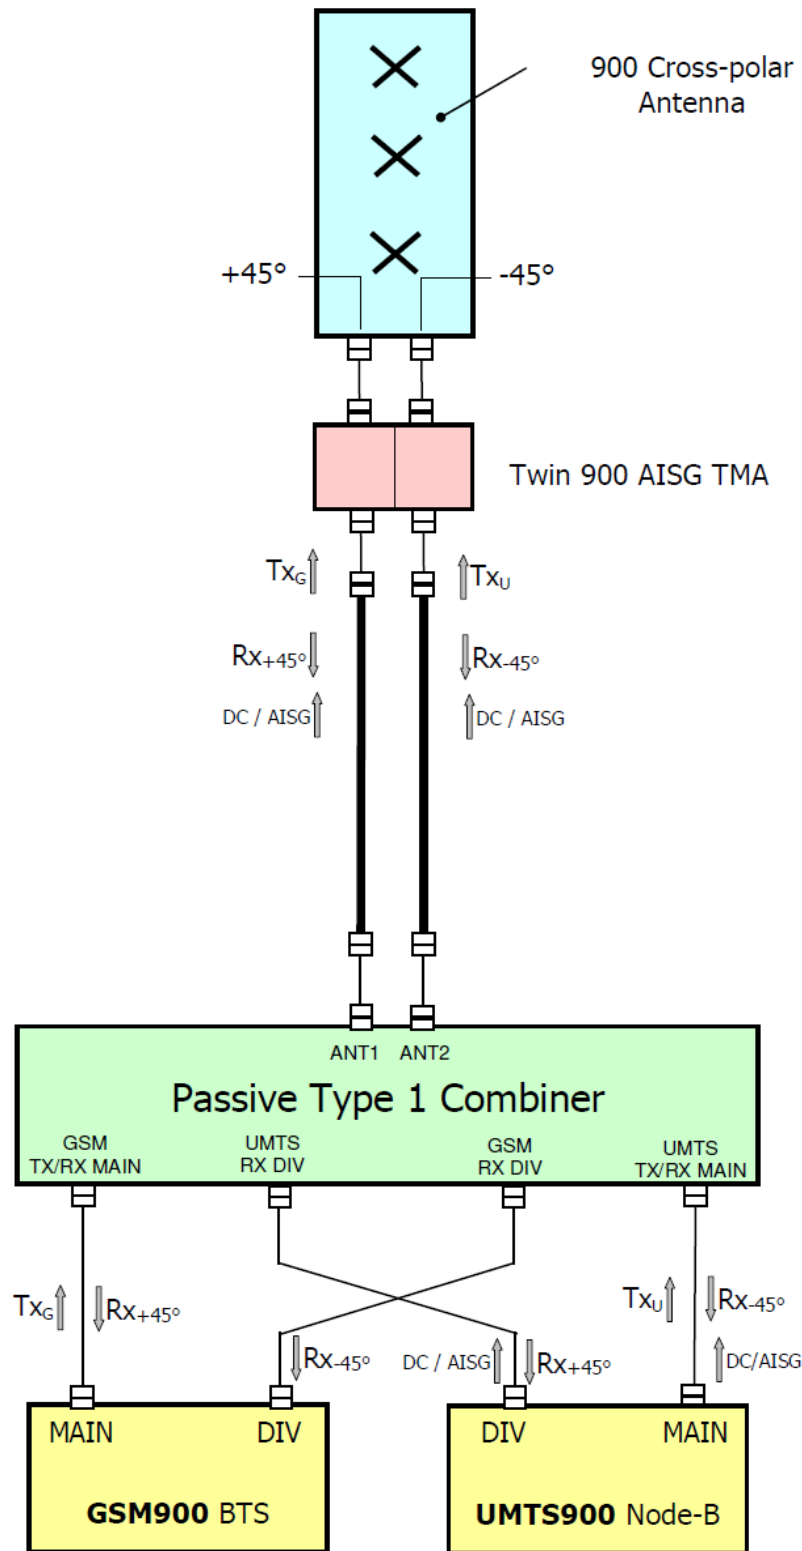 900 Cross-polar
Antenna
+45°
-45°
Twin 900 AISG TMA
TxG
TxU
Rx+45°
Rx-45°
DC / AISG
DC / AISG
ANT1
ANT2
Passive Type 1 Combiner
GSM
TX/RX MAIN
UMTS
RX DIV
GSM
RX DIV
UMTS
TX/RX MAIN
TxG
Rx+45°
TxU
Rx-45°
Rx-45°
DC / AISG
Rx+45°
DC/AISG
MAIN
DIV
DIV
MAIN
GSM900 BTS
UMTS900 Node-B